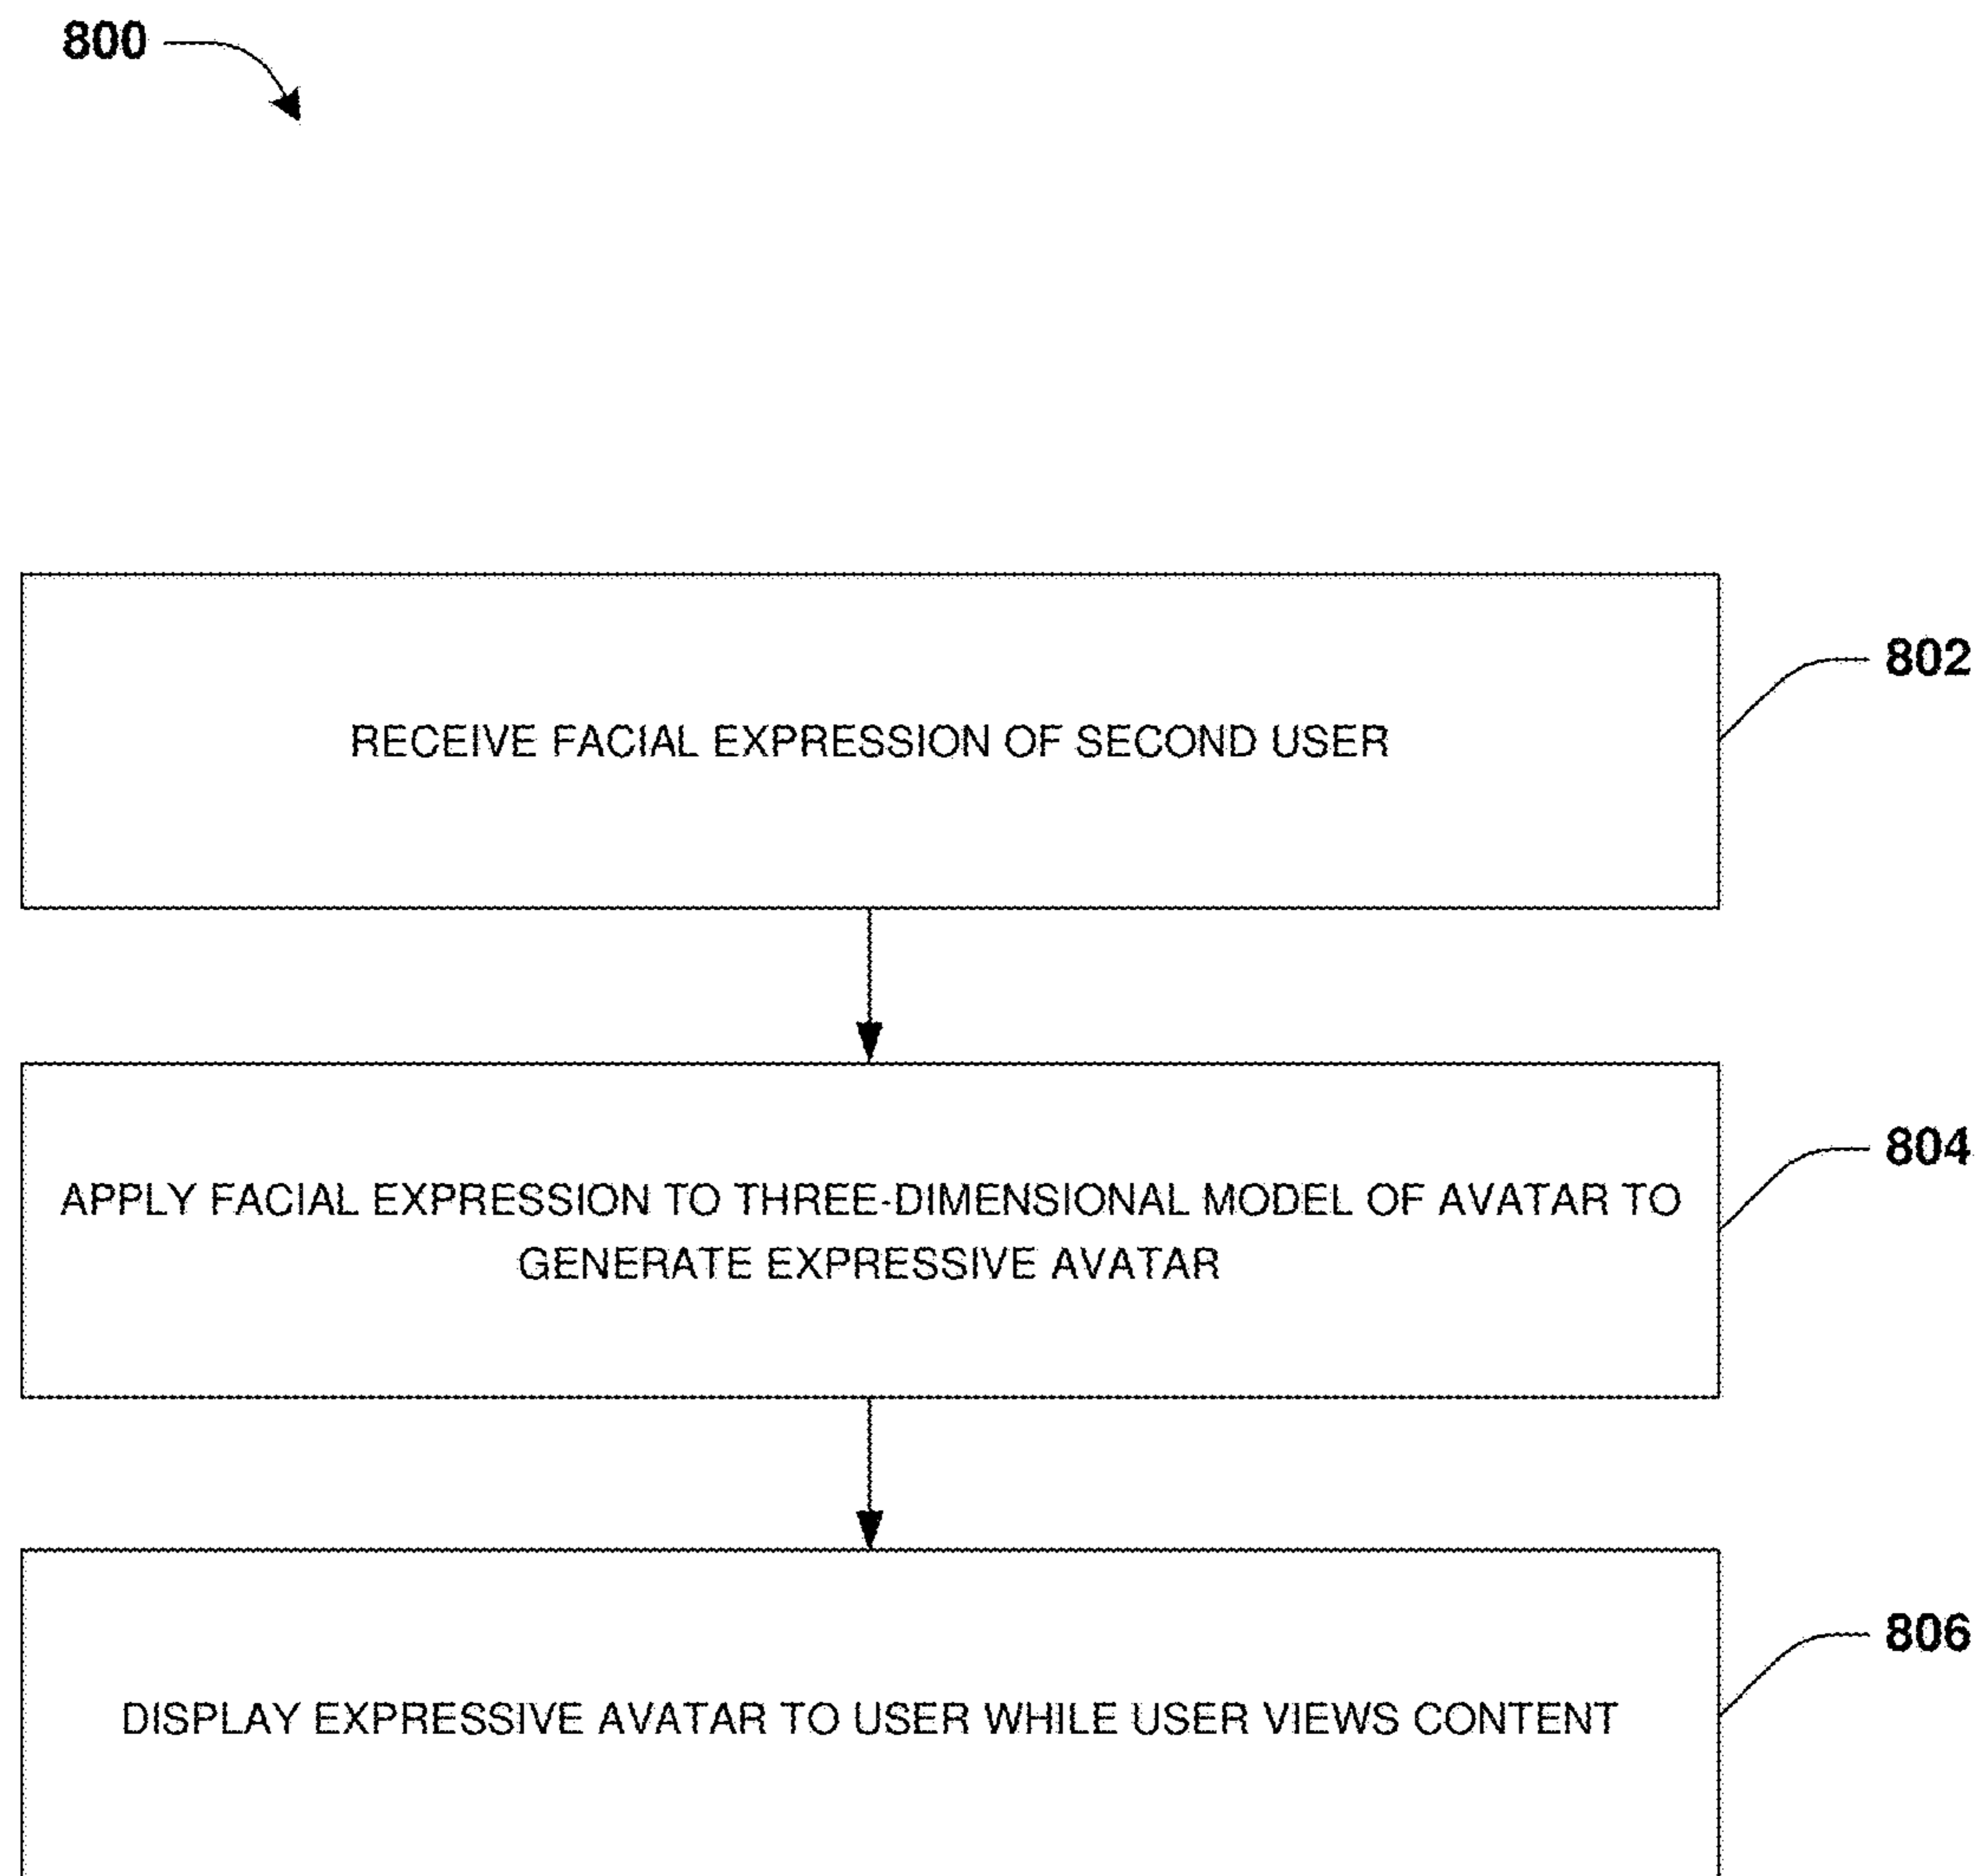 800
RECEIVE FACIAL EXPRESSION OF SECOND USER
802
APPLY FACIAL EXPRESSION TO THREE-DIMENSIONAL MODEL OF AVATAR TO
GENERATE EXPRESSIVE AVATAR
804
DISPLAY EXPRESSIVE AVATAR TO USER WHILE USER VIEWS CONTENT
806